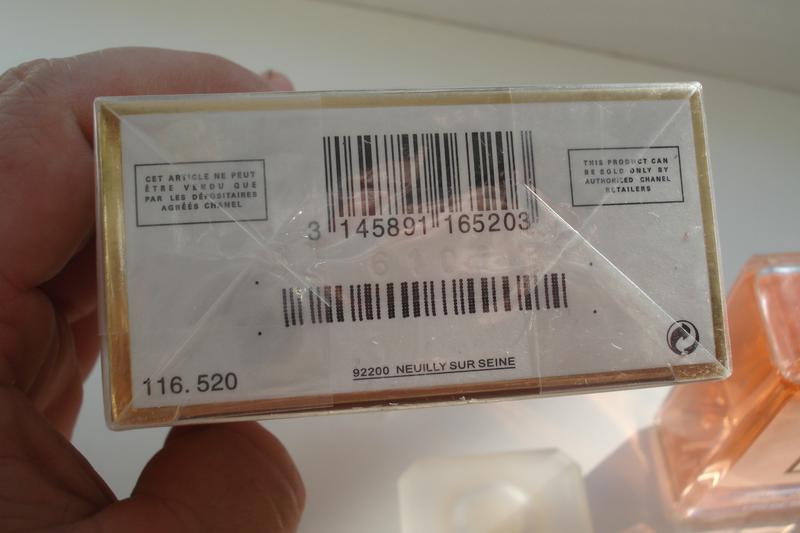 CET ARTICLE NE PEUT
ÊTRE VENDU QUE
PAR LES DÉPOSITAIRES
AGRÉÉS CHANEL
THIS PRODUCT CAN
BE SOLD ONLY BY
AUTHORIZED CHANEL
RETAILERS
3 145891 165203
116.520
92200 NEUILLY SUR SEINE